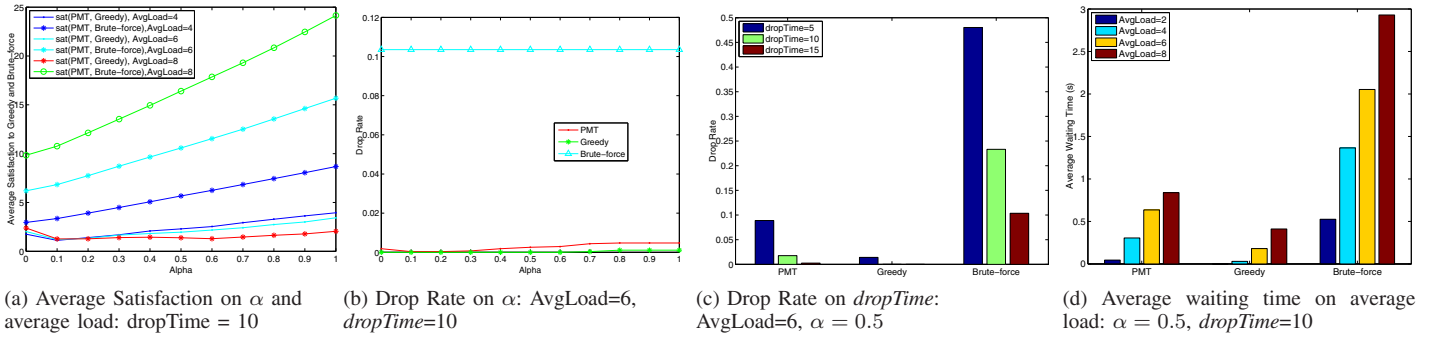 Average Satisfaction to Greedy and Brute−force
25
20
15
10
5
0
sat(PMT, Greedy), AvgLoad=4
sat(PMT, Brute−force),AvgLoad=4
sat(PMT, Greedy), AvgLoad=6
sat(PMT, Brute−force),AvgLoad=6
sat(PMT, Greedy), AvgLoad=8
sat(PMT, Brute−force),AvgLoad=8
0 0.1 0.2 0.3 0.4 0.5 0.6 0.7 0.8 0.9 1
Alpha
(a) Average Satisfaction on α and
average load: dropTime = 10
Drop Rate
0.12
0.1
0.08
0.06
0.04
0.02
0
PMT
Greedy
Brute−force
0 0.1 0.2 0.3 0.4 0.5 0.6 0.7 0.8 0.9 1
Alpha
(b) Drop Rate on α: AvgLoad=6,
dropTime=10
Drop Rate
0.5
0.45
0.4
0.35
0.3
0.25
0.2
0.15
0.1
0.05
0
dropTime=5
dropTime=10
dropTime=15
PMT Greedy Brute−force
(c) Drop Rate on dropTime:
AvgLoad=6, α = 0.5
Average Waiting Time (s)
3
2.5
2
1.5
1
0.5
0
AvgLoad=2
AvgLoad=4
AvgLoad=6
AvgLoad=8
PMT Greedy Brute−force
(d) Average waiting time on average
load: α = 0.5, dropTime=10